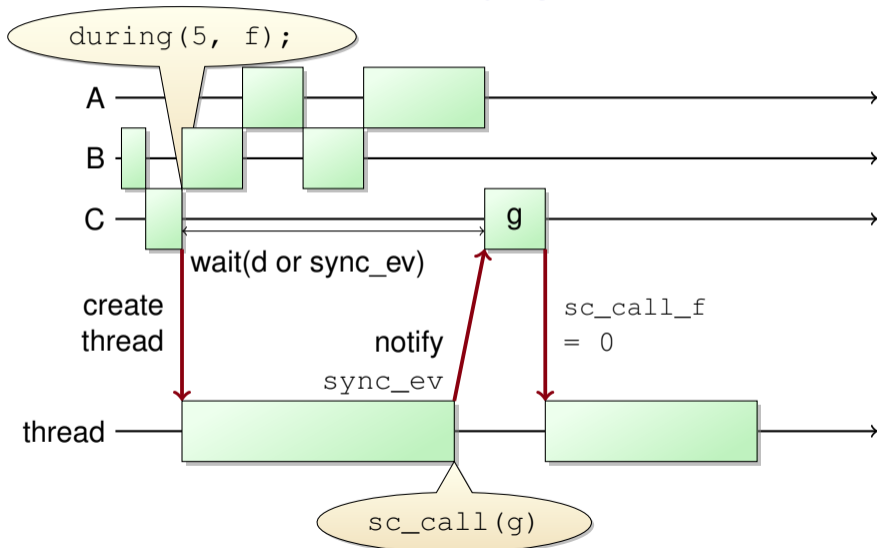 during(5, f);
A
B
C
g
wait(d or sync_ev)
create
thread
notify
sync_ev
sc_call_f
= 0
thread
sc_call(g)